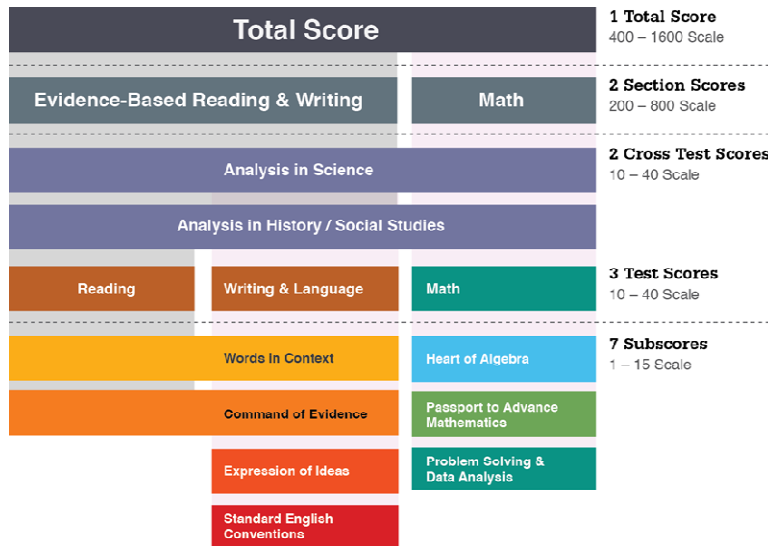 Total Score
1 Total Score
400 – 1600 Scale
Evidence-Based Reading & Writing
Math
2 Section Scores
200 – 800 Scale
Analysis in Science
2 Cross Test Scores
10 – 40 Scale
Analysis in History / Social Studies
Reading
Writing & Language
Math
3 Test Scores
10 – 40 Scale
Words in Context
Heart of Algebra
7 Subscores
1 – 15 Scale
Command of Evidence
Passport to Advance
Mathematics
Expression of Ideas
Problem Solving &
Data Analysis
Standard English
Conventions